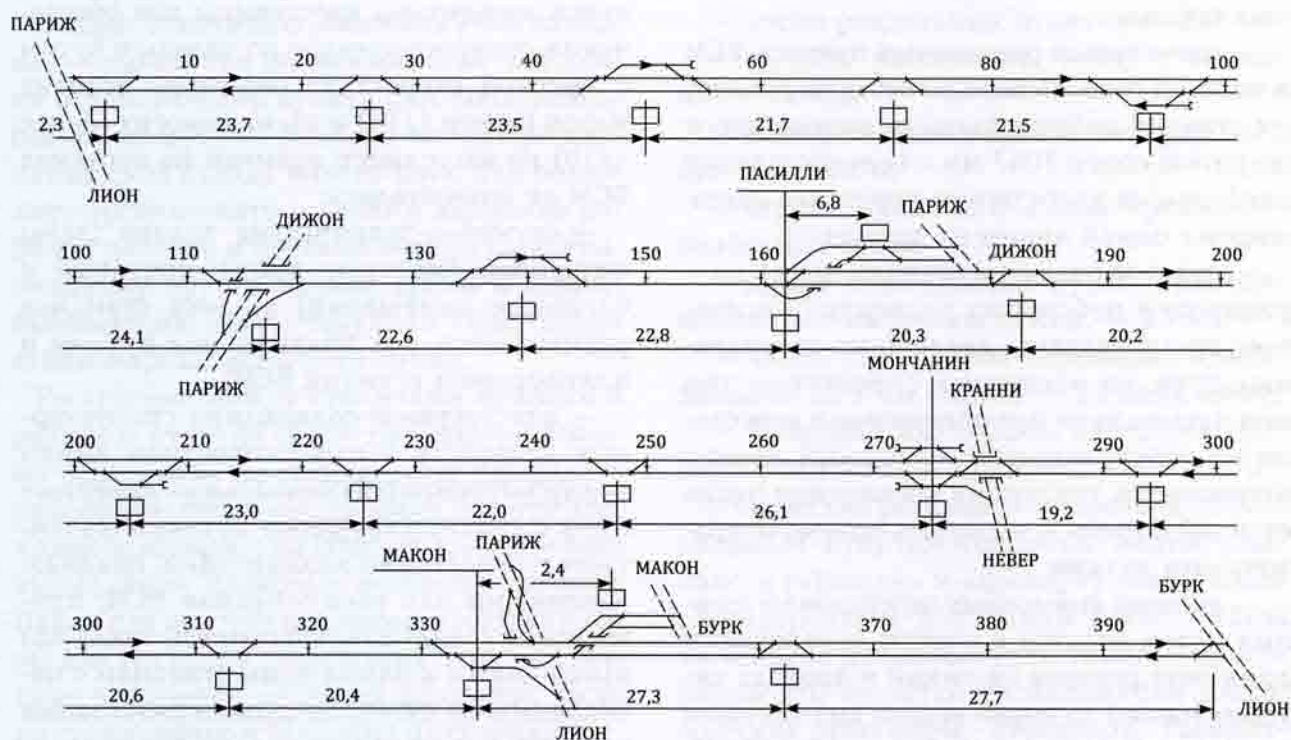 ПАРИЖ
10 20 30 40 60 80 100
2,3 23,7 23,5 21,7 21,5
ЛИОН
ПАСИЛЛИ
ДИЖОН 6,8 ПАРИЖ
100 110 130 150 160 ДИЖОН 190 200
24,1 22,6 22,8 20,3 20,2
ПАРИЖ МОНЧАНИН
КРАННИ
200 210 220 230 240 250 260 270 290 300
23,0 22,0 26,1 19,2
НЕВЕР
МАКОН ПАРИЖ 2,4 МАКОН БУРК
БУРК
300 310 320 330 370 380 390
20,6 20,4 27,3 27,7
ЛИОН ЛИОН